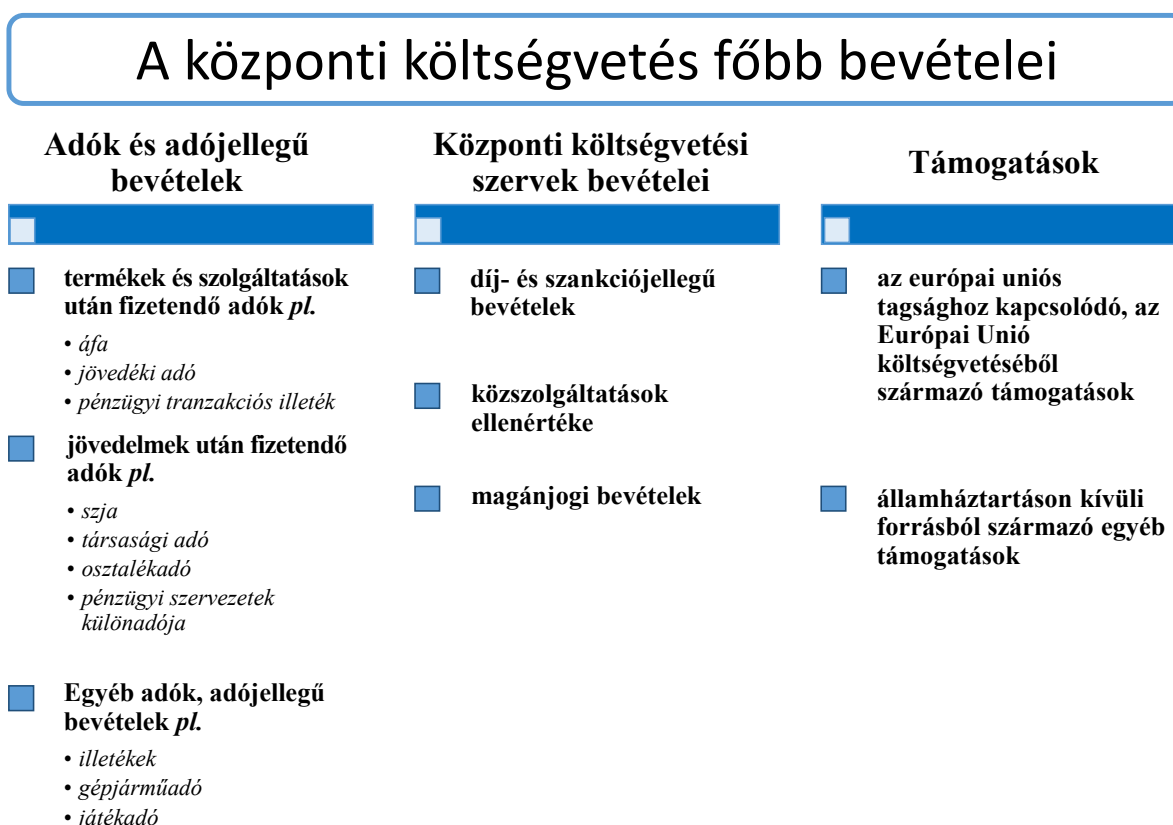 A központi költségvetés főbb bevételei
Adók és adójellegű
bevételek
termékek és szolgáltatások
után fizetendő adók pl.
• áfa
• jövedéki adó
• pénzügyi tranzakciós illeték
jövedelmek után fizetendő
adók pl.
• szja
• társasági adó
• osztalékadó
• pénzügyi szervezetek
különadója
Egyéb adók, adójellegű
bevételek pl.
• illetékek
• gépjárműadó
• játékadó
Központi költségvetési
szervek bevételei
díj- és szankciójellegű
bevételek
közszolgáltatások
ellenértéke
magánjogi bevételek
Támogatások
az európai uniós
tagsághoz kapcsolódó, az
Európai Unió
költségvetéséből
származó támogatások
államháztartáson kívüli
forrásból származó egyéb
támogatások